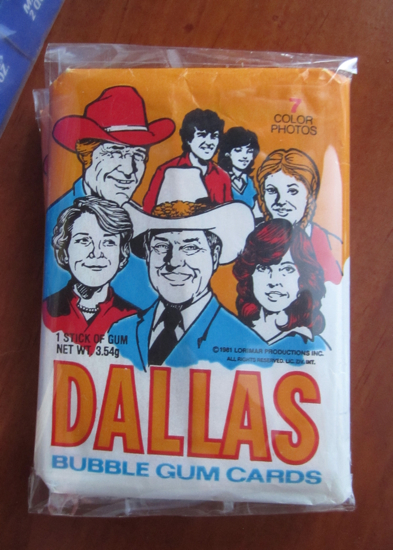 7
COLOR
PHOTOS
1 STICK OF GUM
NET WT. 3.54g
©1981 LORIMAR PRODUCTIONS INC.
ALL RIGHTS RESERVED.
DALLAS
BUBBLE GUM CARDS